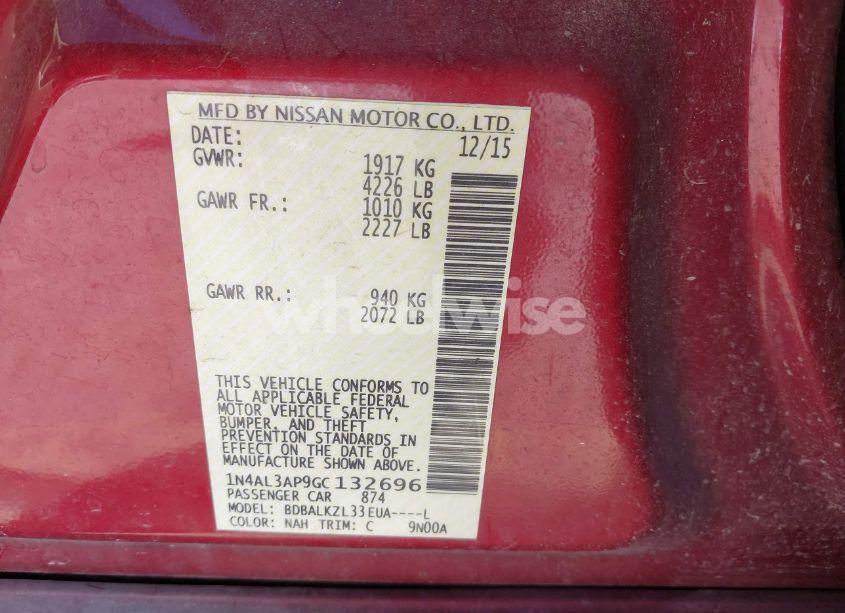 MFD BY NISSAN MOTOR CO., LTD.
DATE: 12/15
GVWR: 1917 KG
4226 LB
GAWR FR.: 1010 KG
2227 LB
GAWR RR.: 940 KG
2072 LB
wheelwise
THIS VEHICLE CONFORMS TO
ALL APPLICABLE FEDERAL
MOTOR VEHICLE SAFETY,
BUMPER, AND THEFT
PREVENTION STANDARDS IN
EFFECT ON THE DATE OF
MANUFACTURE SHOWN ABOVE.
1N4AL3AP9GC 132696
PASSENGER CAR 874
MODEL: BDBALKZL33EUA----L
COLOR: NAH TRIM: C 9N00A